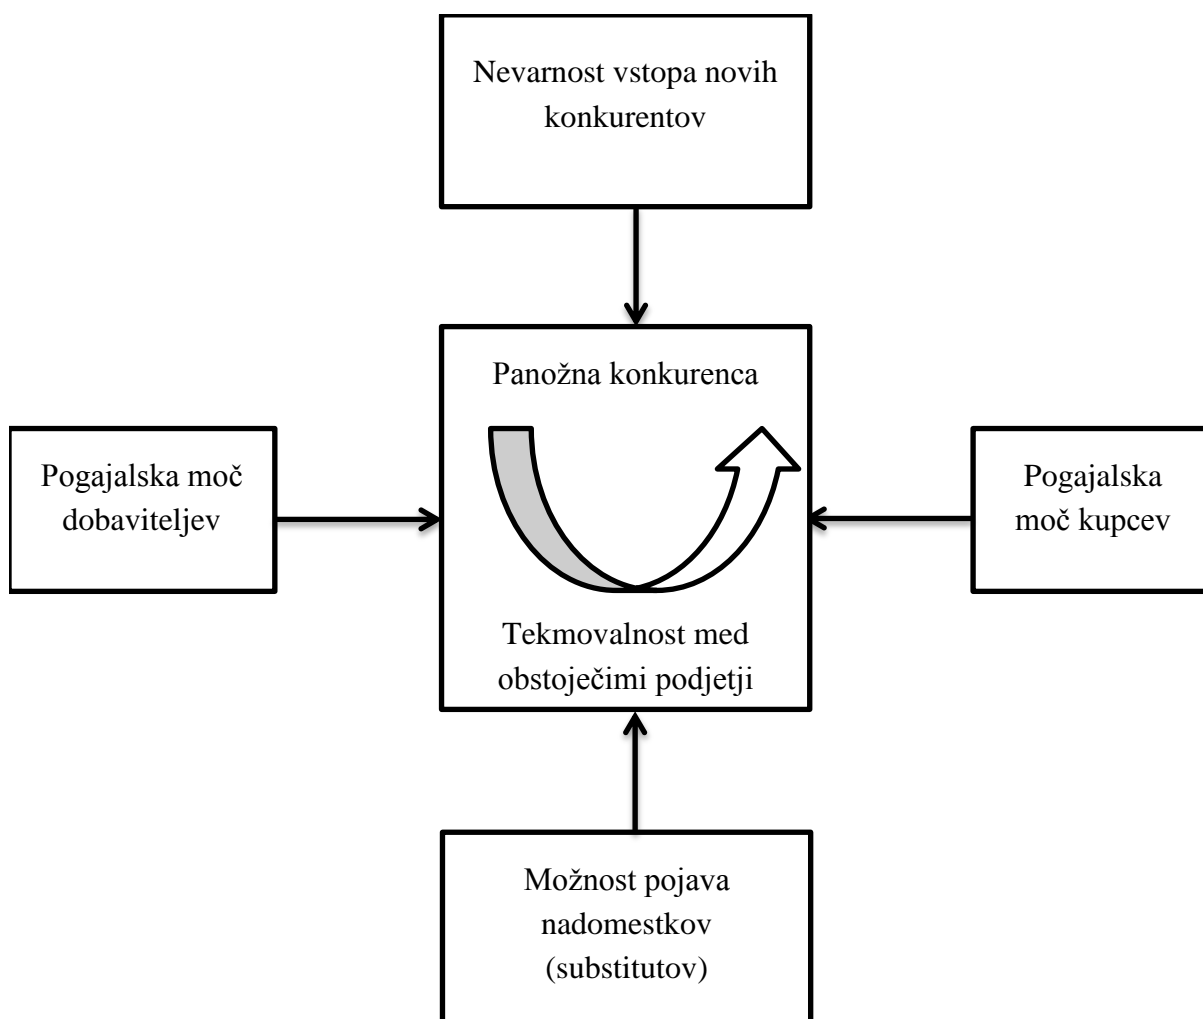 Nevarnost vstopa novih
konkurentov
Panožna konkurenca
Pogajalska moč
dobaviteljev
Pogajalska
moč kupcev
Tekmovalnost med
obstoječimi podjetji
Možnost pojava
nadomestkov
(substitutov)